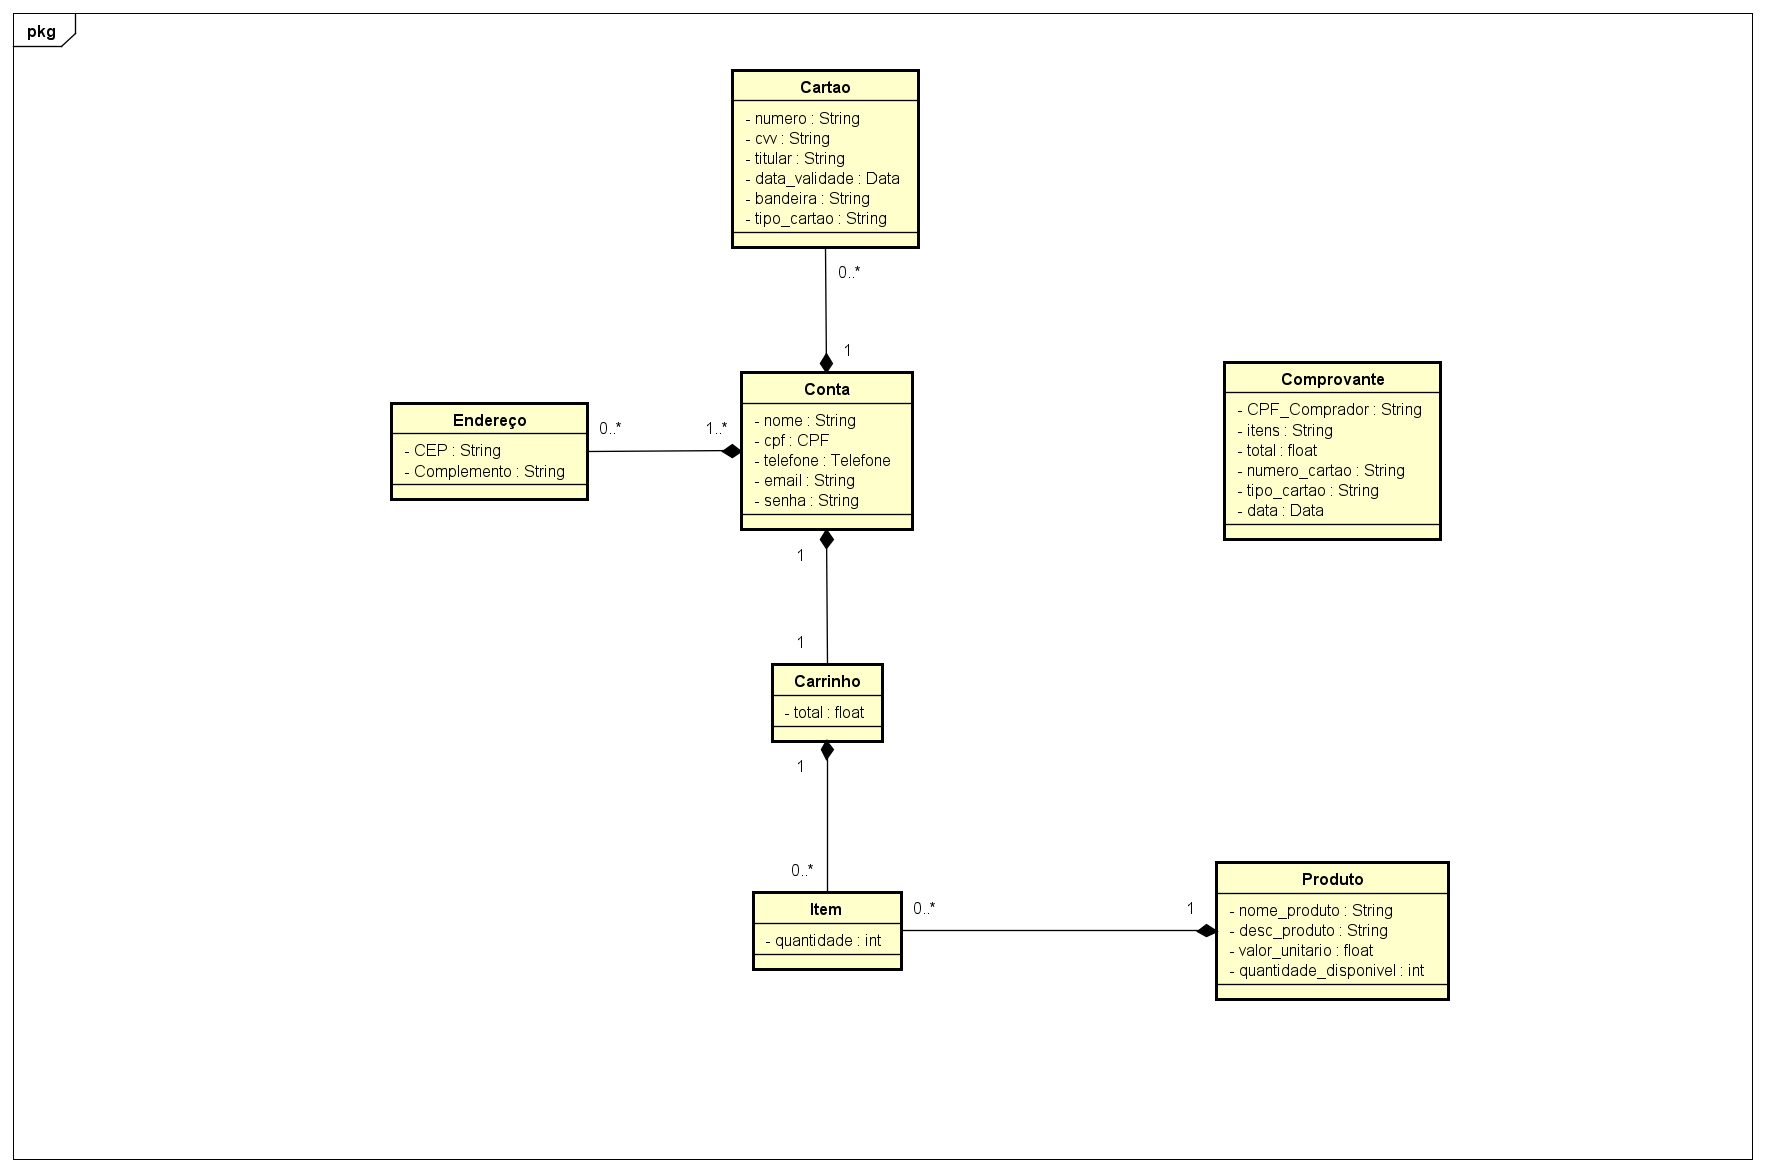 pkg
Cartao
- numero : String
- cvv : String
- titular : String
- data_validade : Data
- bandeira : String
- tipo_cartao : String
0..*
1
Endereço
- CEP : String
- Complemento : String
0..*
1..*
Conta
- nome : String
- cpf : CPF
- telefone : Telefone
- email : String
- senha : String
Comprovante
- CPF_Comprador : String
- itens : String
- total : float
- numero_cartao : String
- tipo_cartao : String
- data : Data
1
1
Carrinho
- total : float
1
0..*
Item
- quantidade : int
0..*
1
Produto
- nome_produto : String
- desc_produto : String
- valor_unitario : float
- quantidade_disponivel : int